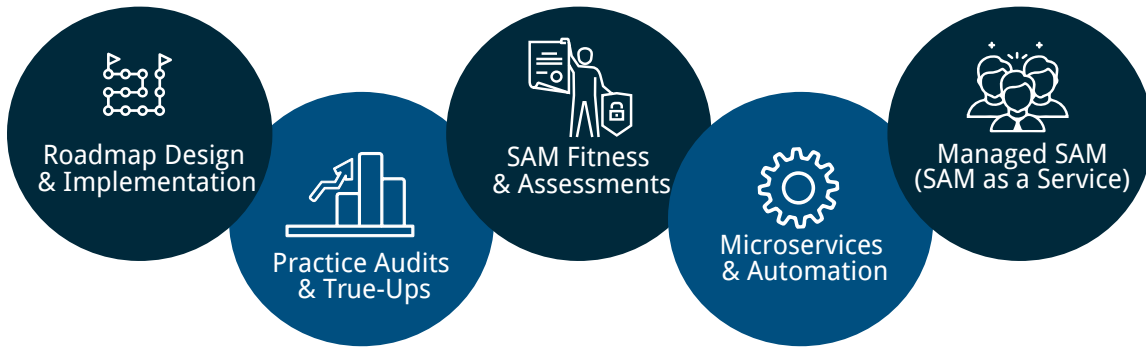 Roadmap Design
& Implementation
Practice Audits
& True-Ups
SAM Fitness
& Assessments
Microservices
& Automation
Managed SAM
(SAM as a Service)